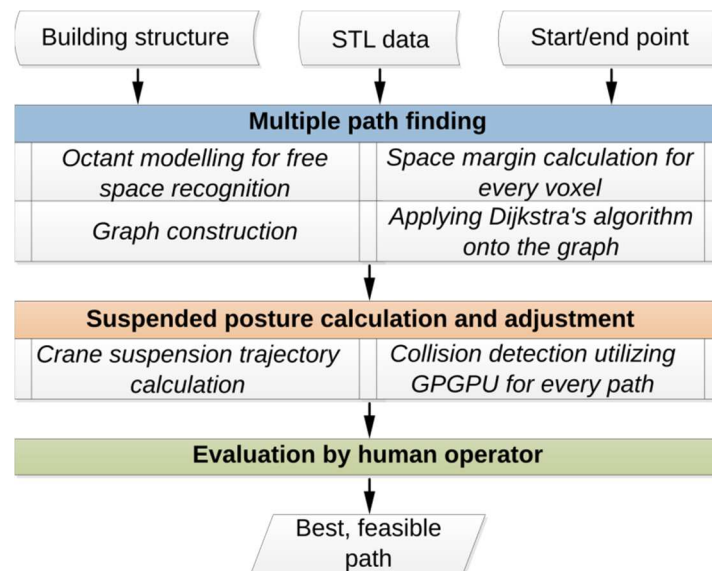 Building structure
STL data
Start/end point
Multiple path finding
Octant modelling for free
space recognition
Space margin calculation for
every voxel
Graph construction
Applying Dijkstra's algorithm
onto the graph
Suspended posture calculation and adjustment
Crane suspension trajectory
calculation
Collision detection utilizing
GPGPU for every path
Evaluation by human operator
Best, feasible
path